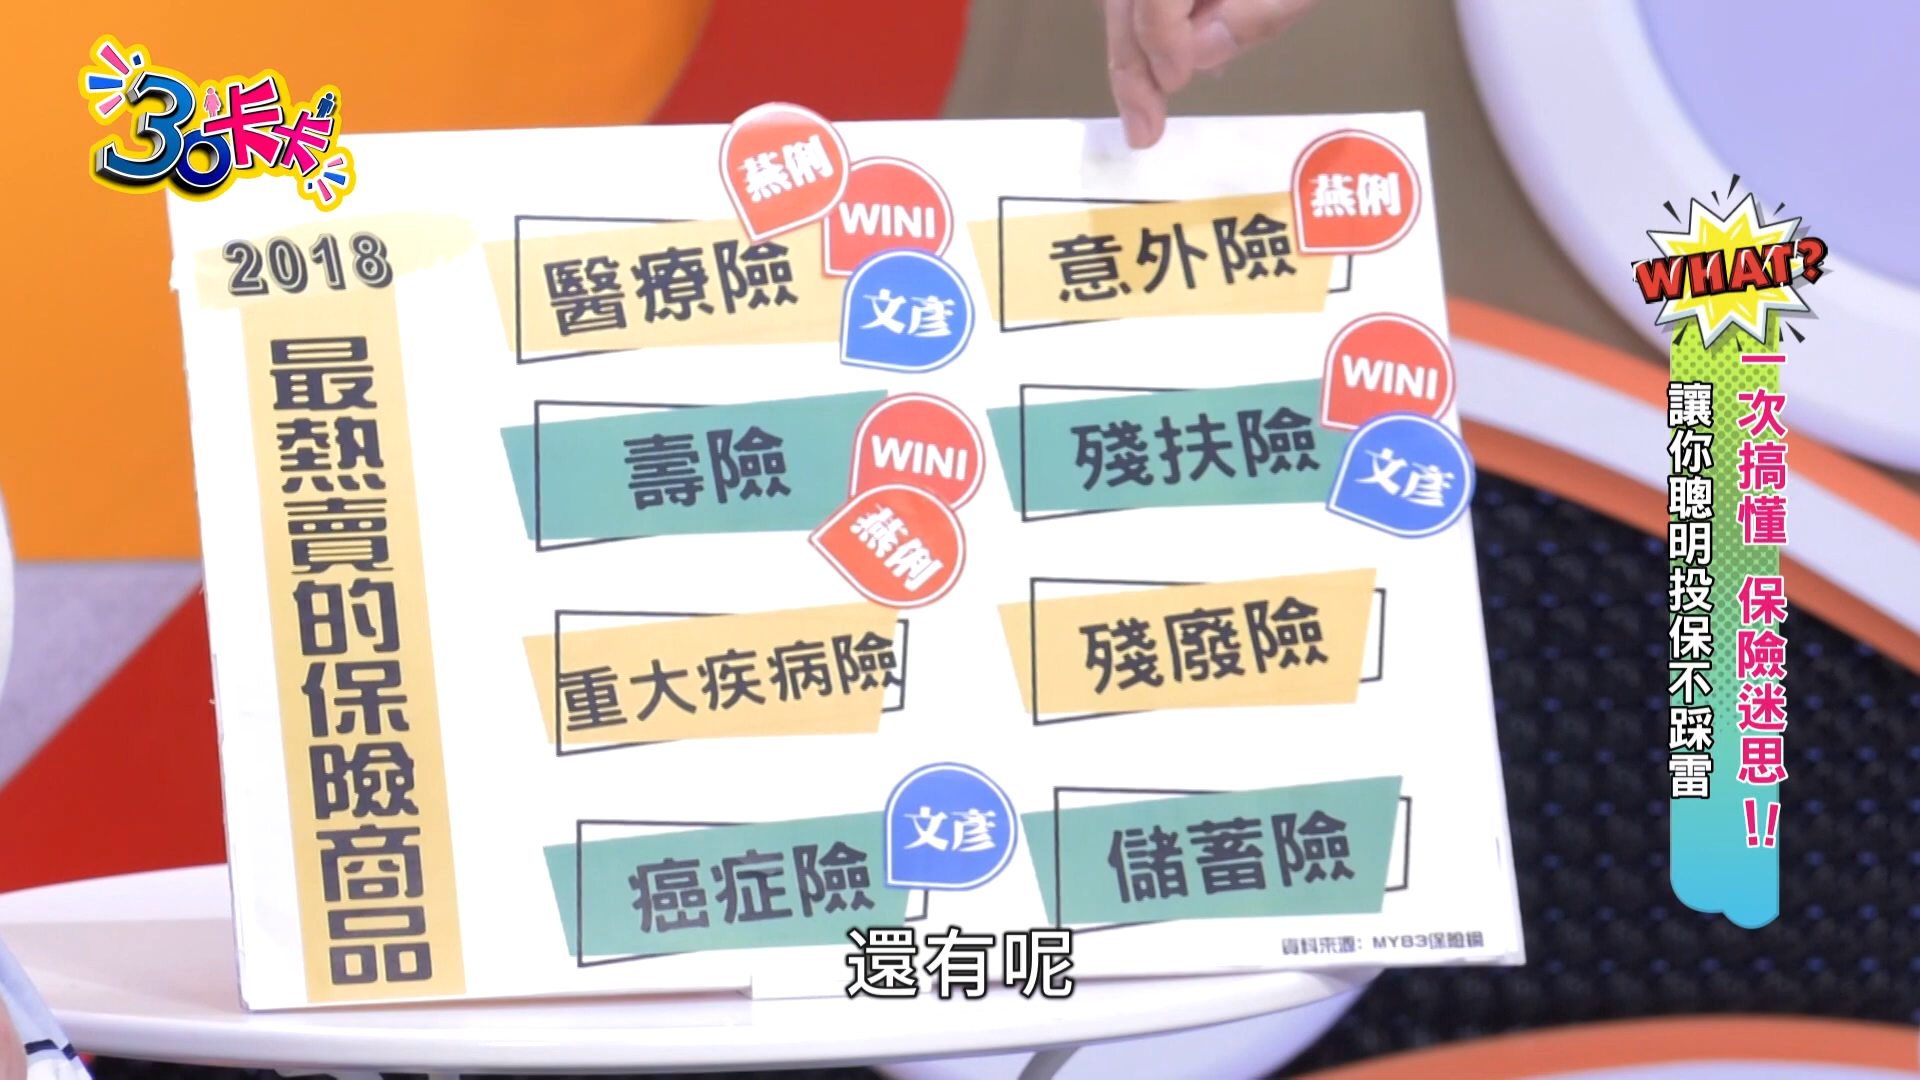 30卡卡
2018
最熱賣的保險商品
醫療險
燕俐
WINI
文彥
意外險
燕俐
壽險
WINI
燕俐
殘扶險
WINI
文彥
重大疾病險
殘廢險
癌症險
文彥
儲蓄險
資料來源：MY83保險網
WHAT?
一次搞懂 保險迷思!!
讓你聰明投保不踩雷
還有呢